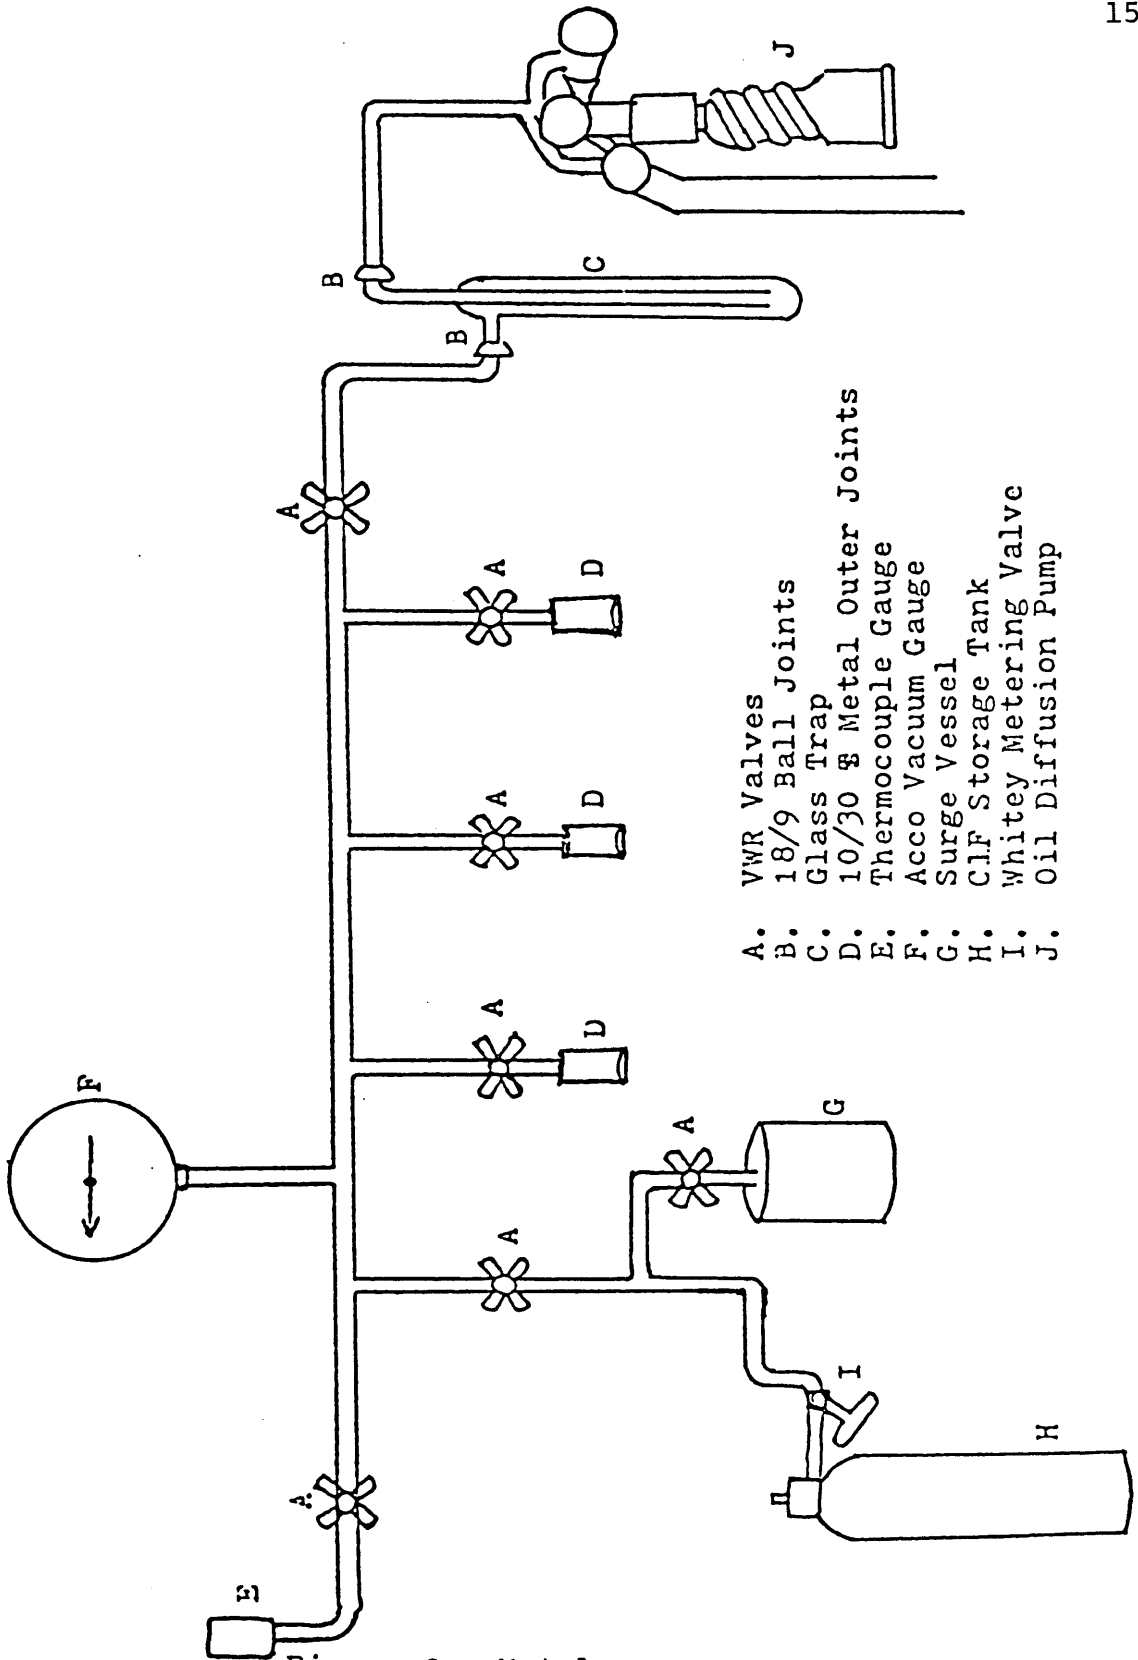 15
F
E
A
A
B
B
C
J
A
D
A
D
A
D
A
A
G
I
H
A. VWR Valves
B. 18/9 Ball Joints
C. Glass Trap
D. 10/30 Metal Outer Joints
E. Thermocouple Gauge
F. Acco Vacuum Gauge
G. Surge Vessel
H. ClF Storage Tank
I. Whitey Metering Valve
J. Oil Diffusion Pump